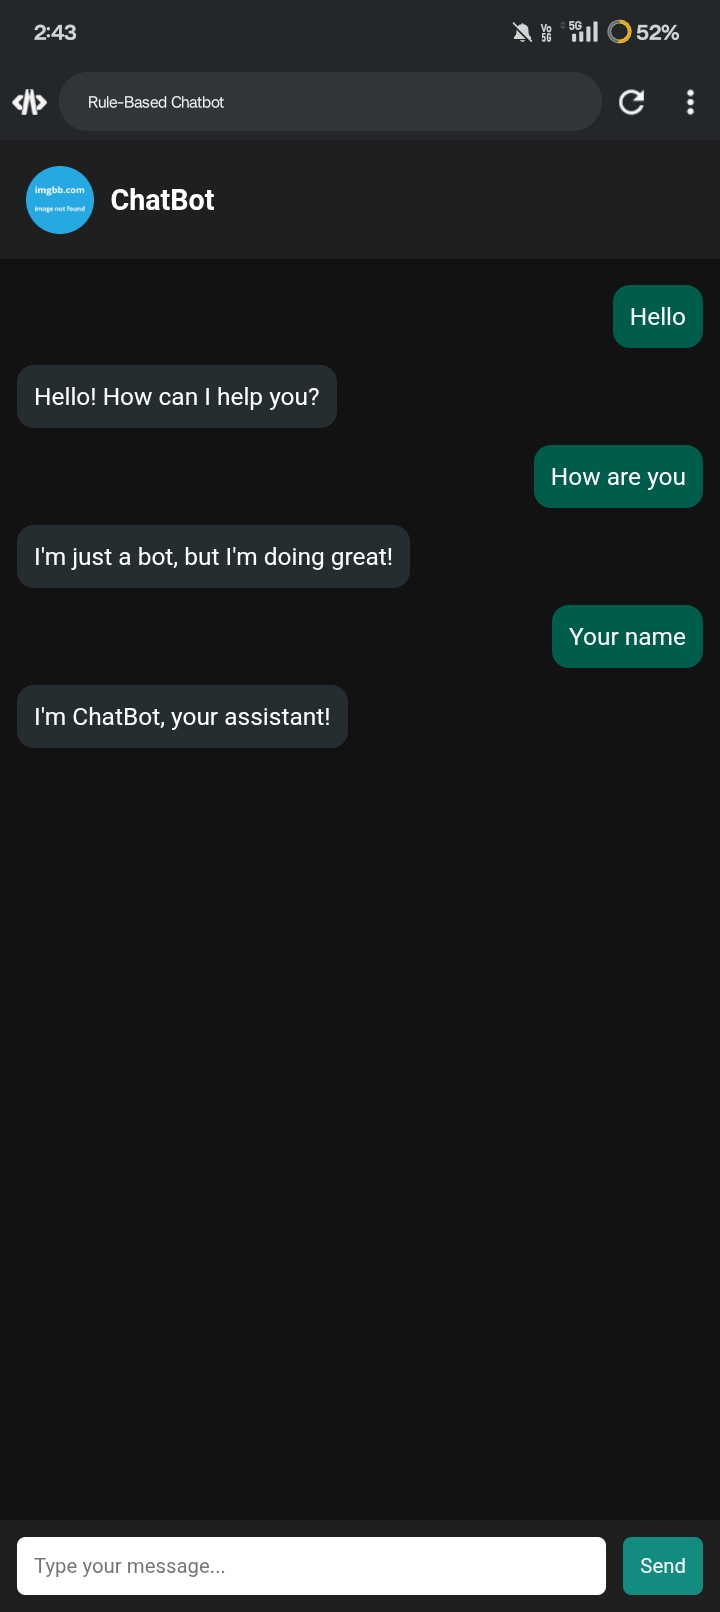 2:43
Vo
5G
5G
52%
Rule-Based Chatbot
imgbb.com
image not found
ChatBot
Hello
Hello! How can I help you?
How are you
I'm just a bot, but I'm doing great!
Your name
I'm ChatBot, your assistant!
Type your message...
Send